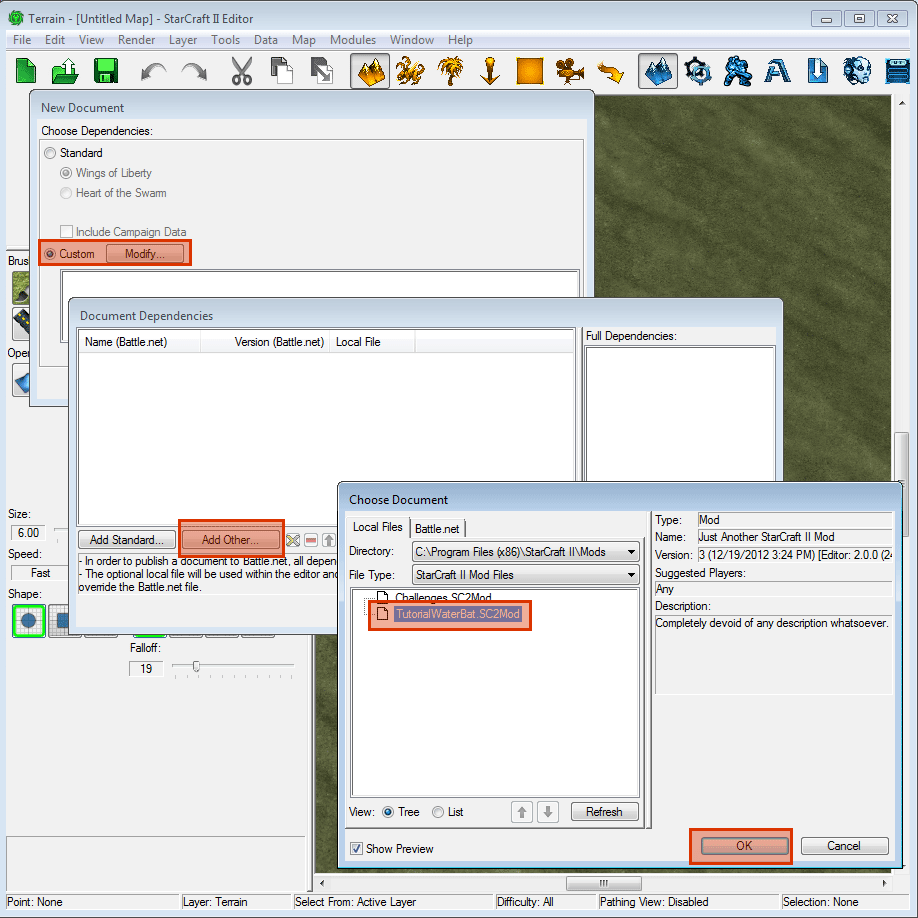 Terrain - [Untitled Map] - StarCraft II Editor
File Edit View Render Layer Tools Data Map Modules Window Help
New Document
Choose Dependencies:
Standard
Wings of Liberty
Heart of the Swarm
Include Campaign Data
Custom Modify...
Brus
Document Dependencies
Name (Battle.net) Version (Battle.net) Local File
Full Dependencies:
Oper
Size:
6.00
Speed:
Fast
Shape:
Add Standard... Add Other...
- In order to publish a document to Battle.net, all depen
- The optional local file will be used within the editor and
override the Battle.net file.
Falloff:
19
Choose Document
Local Files Battle.net
Directory: C:\Program Files (x86)\StarCraft II\Mods
File Type: StarCraft II Mod Files
Challenges.SC2Mod
TutorialWaterBat.SC2Mod
View: Tree List Refresh
Show Preview
Type: Mod
Name: Just Another StarCraft II Mod
Version: 3 (12/19/2012 3:24 PM) [Editor: 2.0.0 (24
Suggested Players:
Any
Description:
Completely devoid of any description whatsoever.
OK Cancel
Point: None Layer: Terrain Select From: Active Layer Difficulty: All Pathing View: Disabled Selection: None